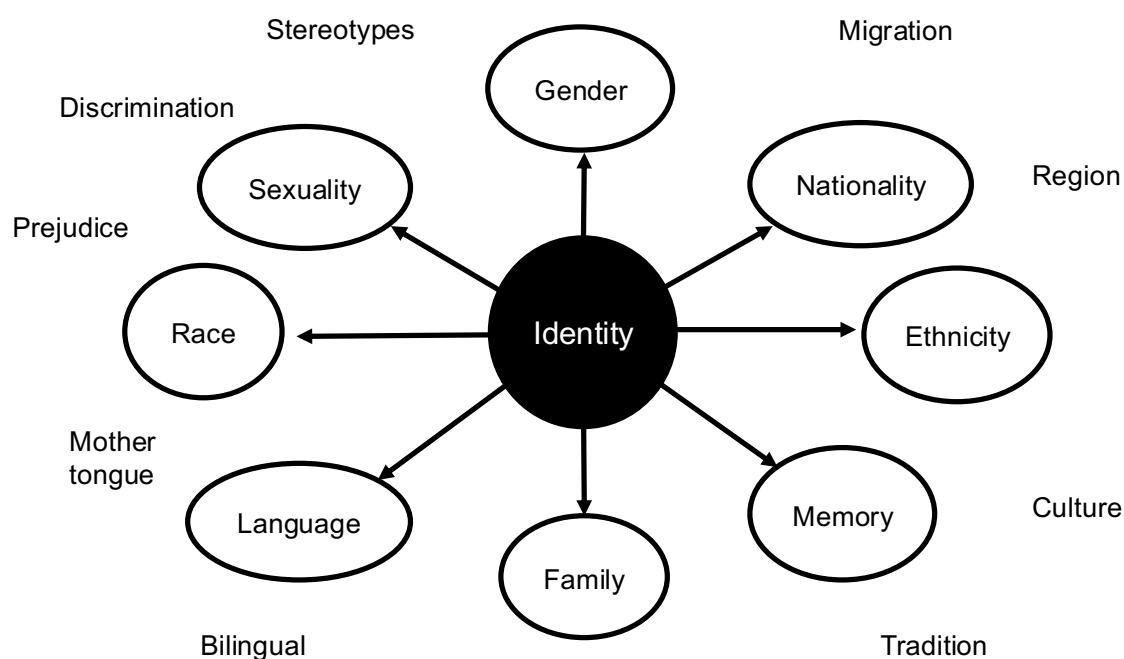 Stereotypes
Migration
Gender
Discrimination
Sexuality
Nationality
Region
Prejudice
Race
Identity
Ethnicity
Mother
tongue
Language
Memory
Culture
Family
Bilingual
Tradition